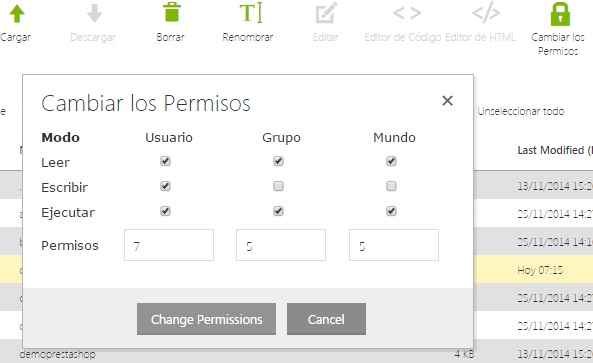 Cargar Descargar Borrar Renombrar Editar Editor de Código Editor de HTML Cambiar los Permisos
Unseleccionar todo
Cambiar los Permisos
Modo Usuario Grupo Mundo
Last Modified (
Leer
Escribir
13/11/2014 15:2
Ejecutar
25/11/2014 14:2
Permisos 7 5 5
25/11/2014 14:1
Hoy 07:15
25/11/2014 14:2
Change Permissions Cancel
25/11/2014 14:2
demoprestashop 4 KB 13/11/2014 15:2